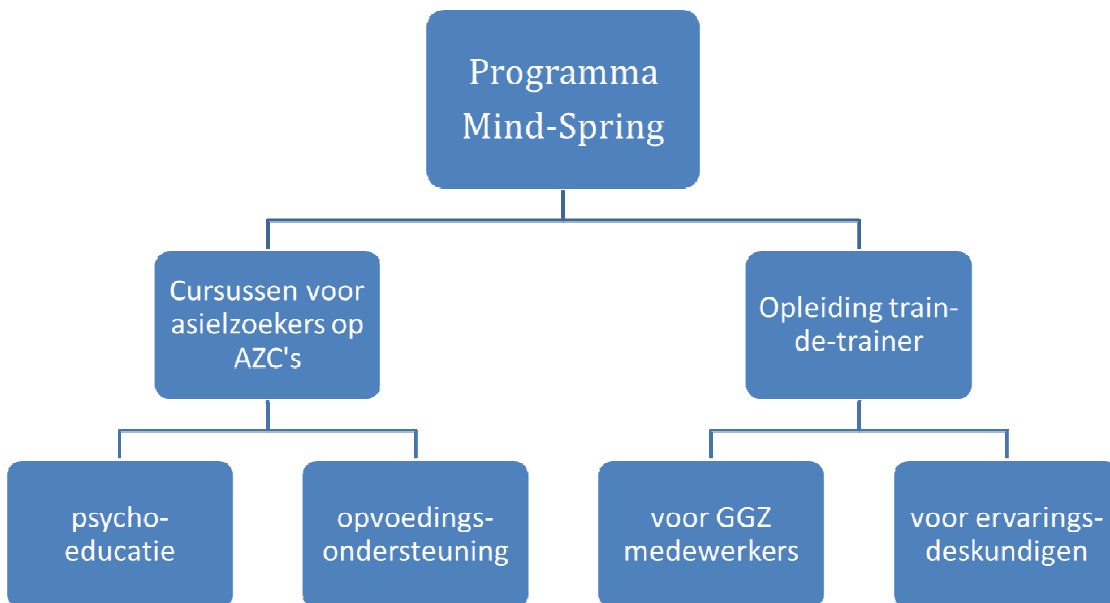 Programma
Mind-Spring
Cursussen voor
asielzoekers op
AZC's
Opleiding train-
de-trainer
psycho-
educatie
opvoedings-
ondersteuning
voor GGZ
medewerkers
voor ervarings-
deskundigen